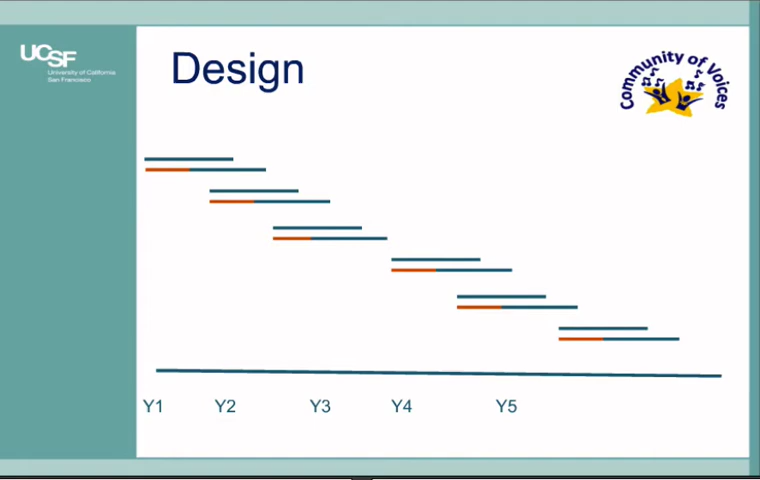 UCSF
University of California
San Francisco
Design
Community of Voices
Y1 Y2 Y3 Y4 Y5